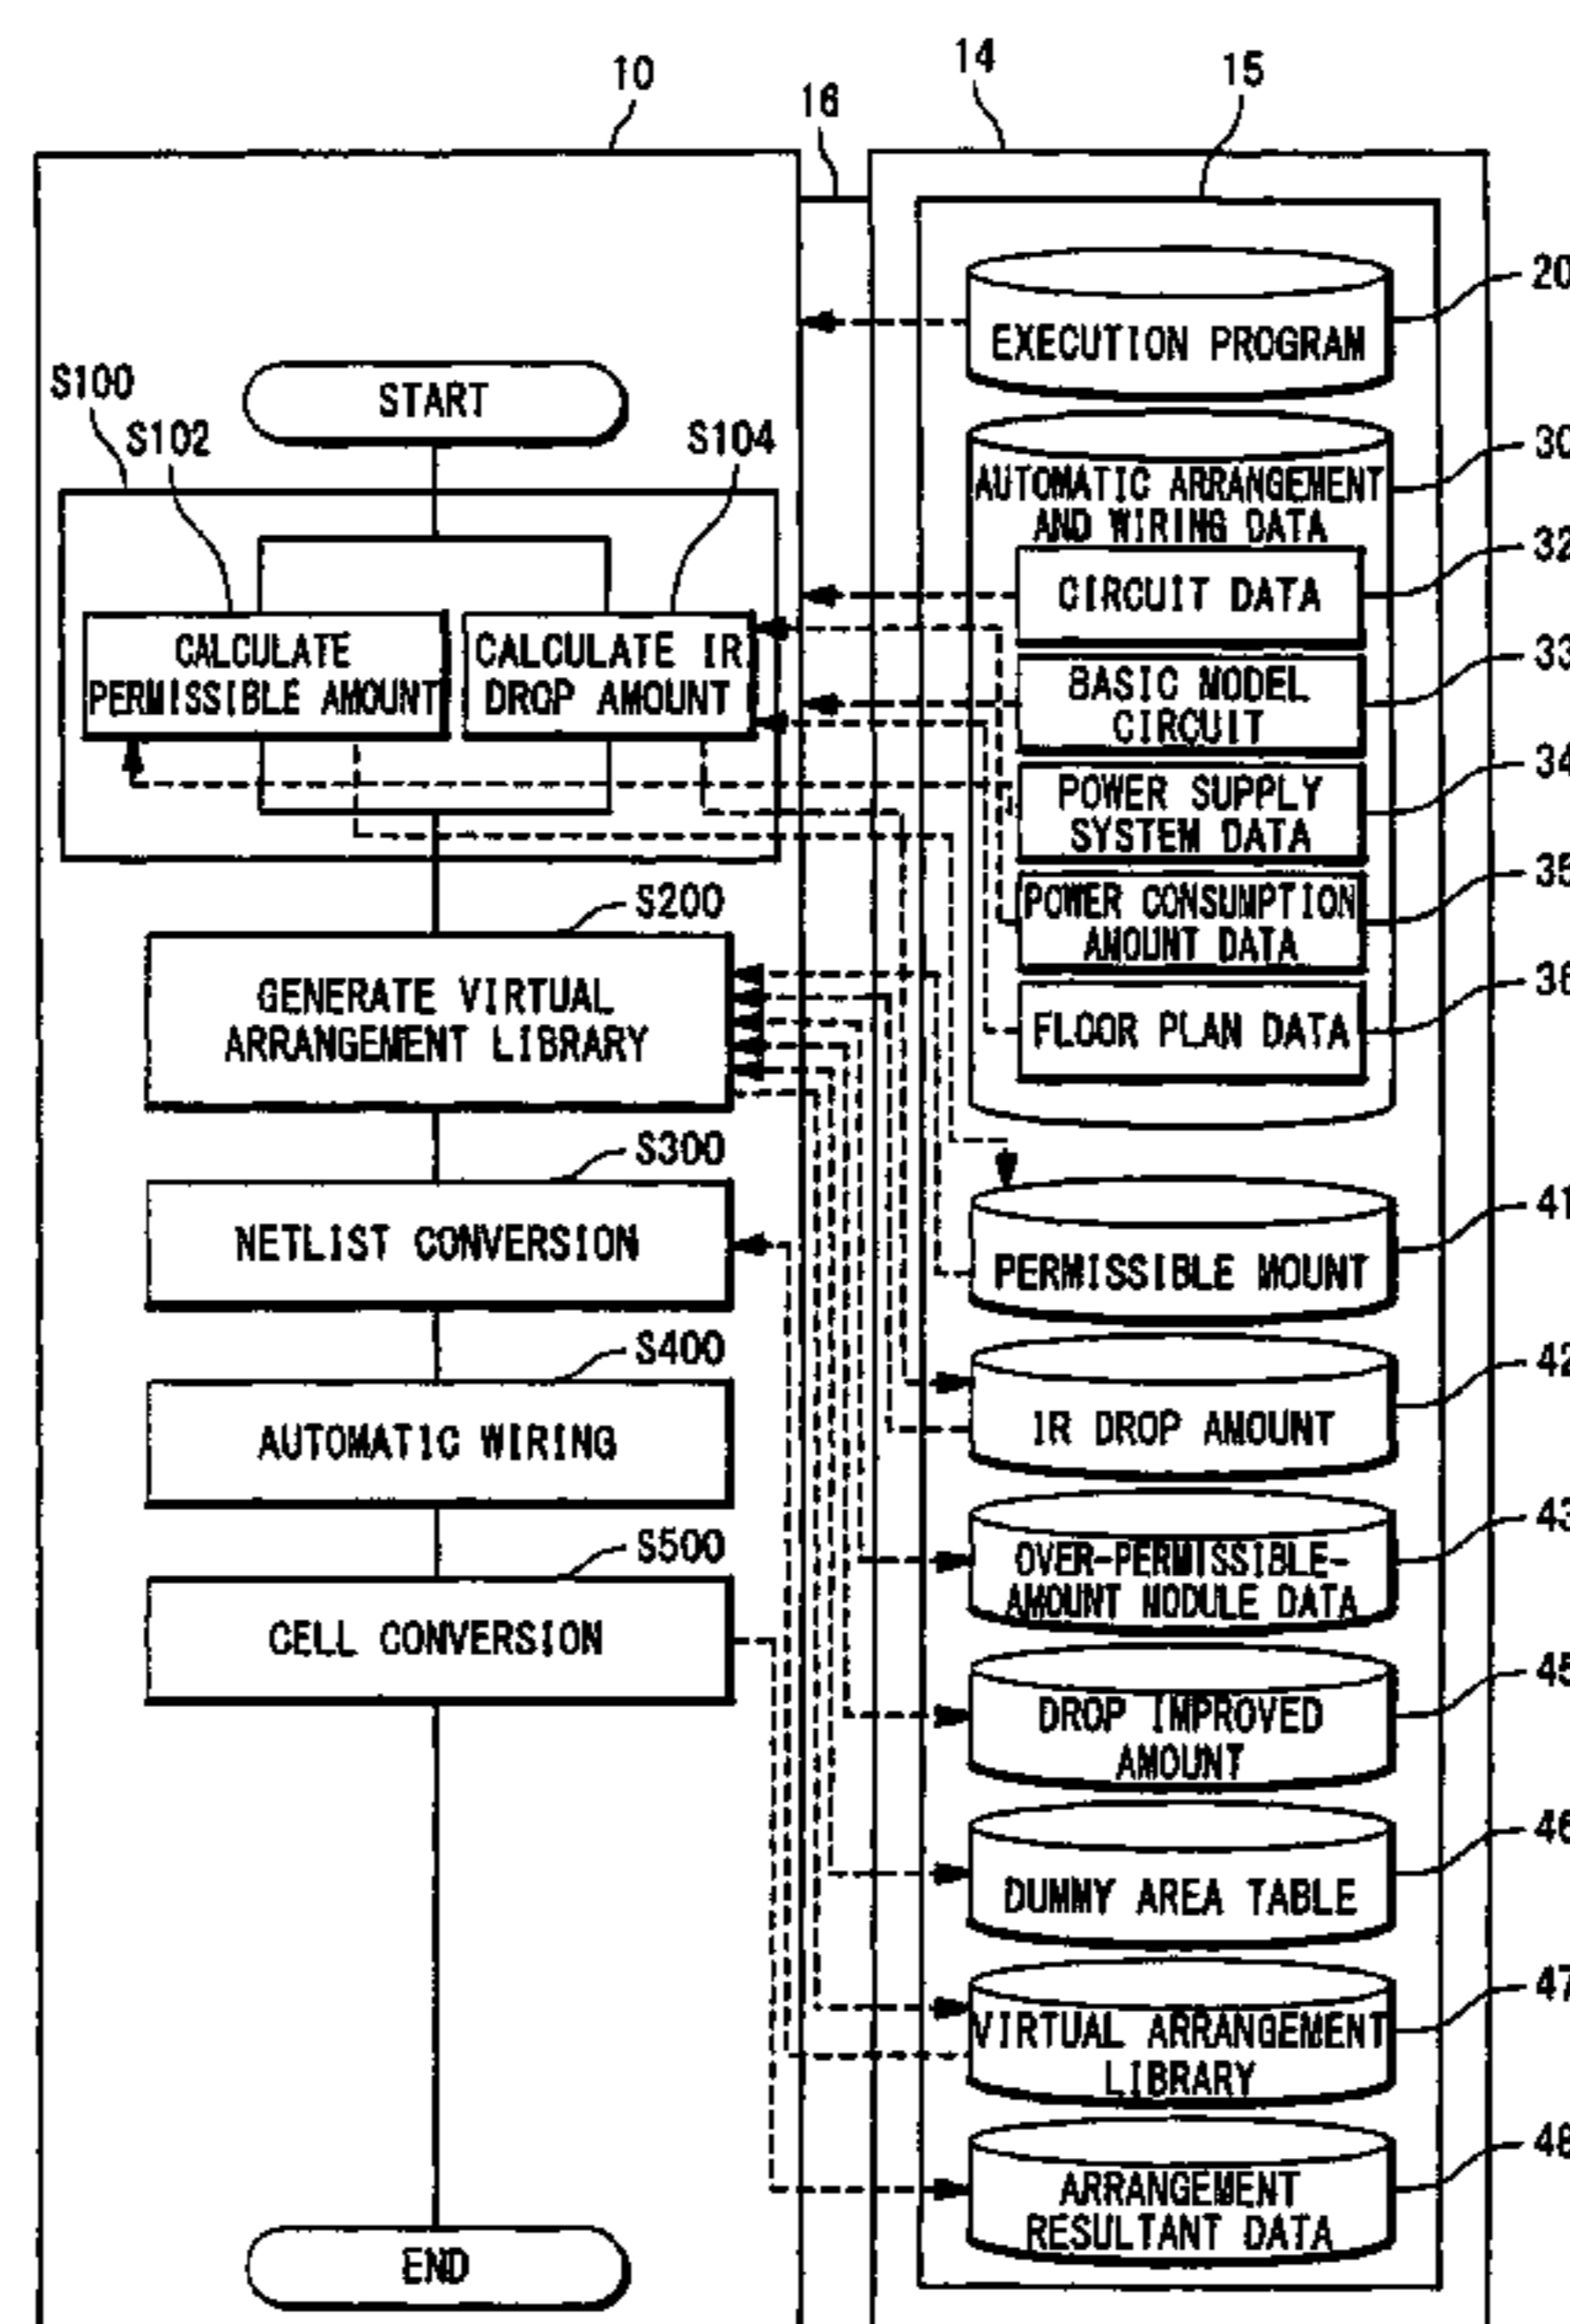 10
16
14
15
20
EXECUTION PROGRAM
START
S100
S102
S104
CALCULATE
PERMISSIBLE AMOUNT
CALCULATE IR
DROP AMOUNT
30
AUTOMATIC ARRANGEMENT
AND WIRING DATA
32
CIRCUIT DATA
33
BASIC MODEL
CIRCUIT
34
POWER SUPPLY
SYSTEM DATA
35
POWER CONSUMPTION
AMOUNT DATA
36
FLOOR PLAN DATA
S200
GENERATE VIRTUAL
ARRANGEMENT LIBRARY
S300
NETLIST CONVERSION
41
PERMISSIBLE MOUNT
S400
AUTOMATIC WIRING
42
IR DROP AMOUNT
S500
CELL CONVERSION
43
OVER-PERMISSIBLE-
AMOUNT MODULE DATA
45
DROP IMPROVED
AMOUNT
46
DUMMY AREA TABLE
47
VIRTUAL ARRANGEMENT
LIBRARY
48
ARRANGEMENT
RESULTANT DATA
END